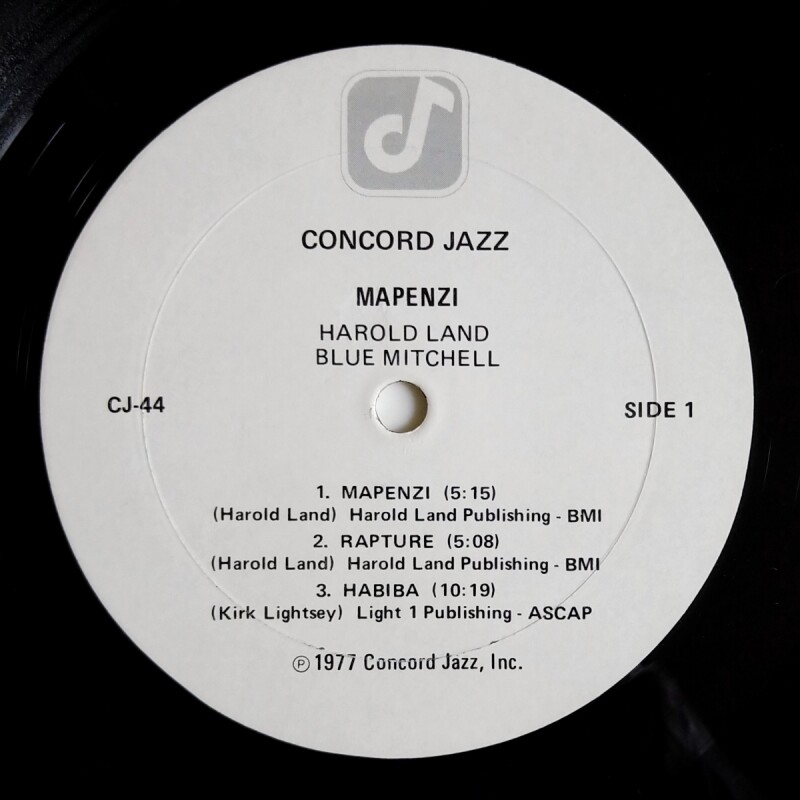 CONCORD JAZZ
MAPENZI
HAROLD LAND
BLUE MITCHELL
CJ-44
SIDE 1
1. MAPENZI (5:15)
(Harold Land) Harold Land Publishing - BMI
2. RAPTURE (5:08)
(Harold Land) Harold Land Publishing - BMI
3. HABIBA (10:19)
(Kirk Lightsey) Light 1 Publishing - ASCAP
℗ 1977 Concord Jazz, Inc.